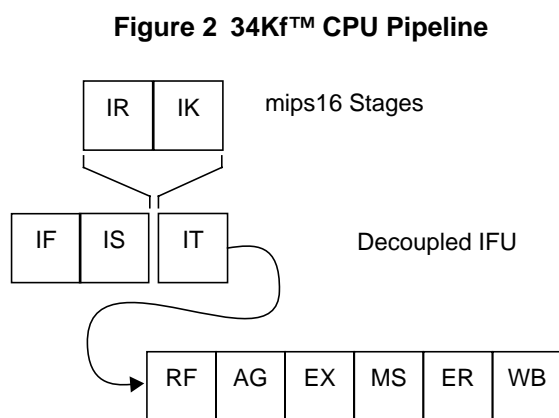 Figure 2 34Kf™ CPU Pipeline
IR IK mips16 Stages
IF IS IT Decoupled IFU
RF AG EX MS ER WB